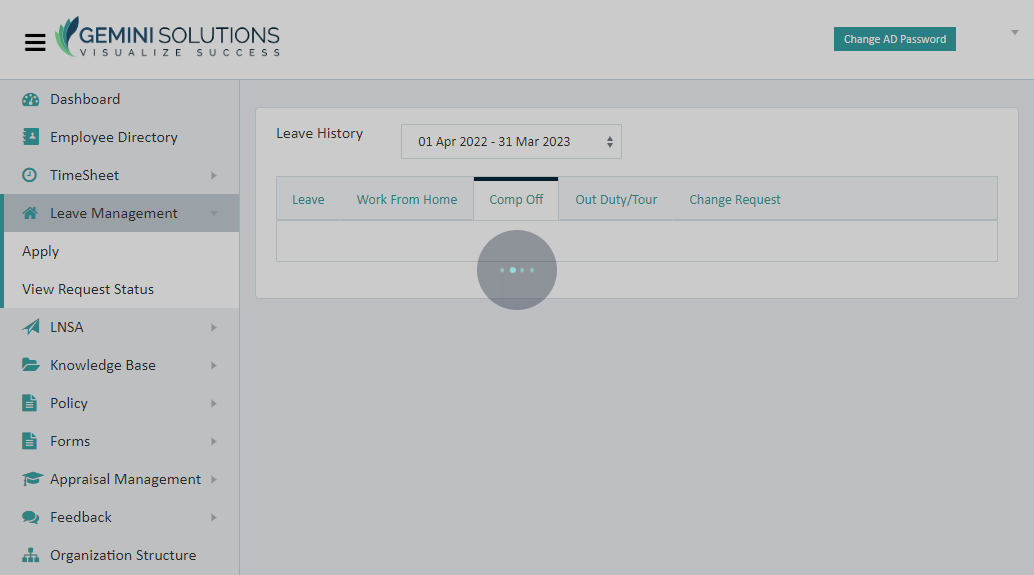 GEMINI SOLUTIONS
VISUALIZE SUCCESS
Change AD Password
Dashboard
Employee Directory
TimeSheet
Leave Management
Apply
View Request Status
LNSA
Knowledge Base
Policy
Forms
Appraisal Management
Feedback
Organization Structure
Leave History
01 Apr 2022 - 31 Mar 2023
Leave
Work From Home
Comp Off
Out Duty/Tour
Change Request